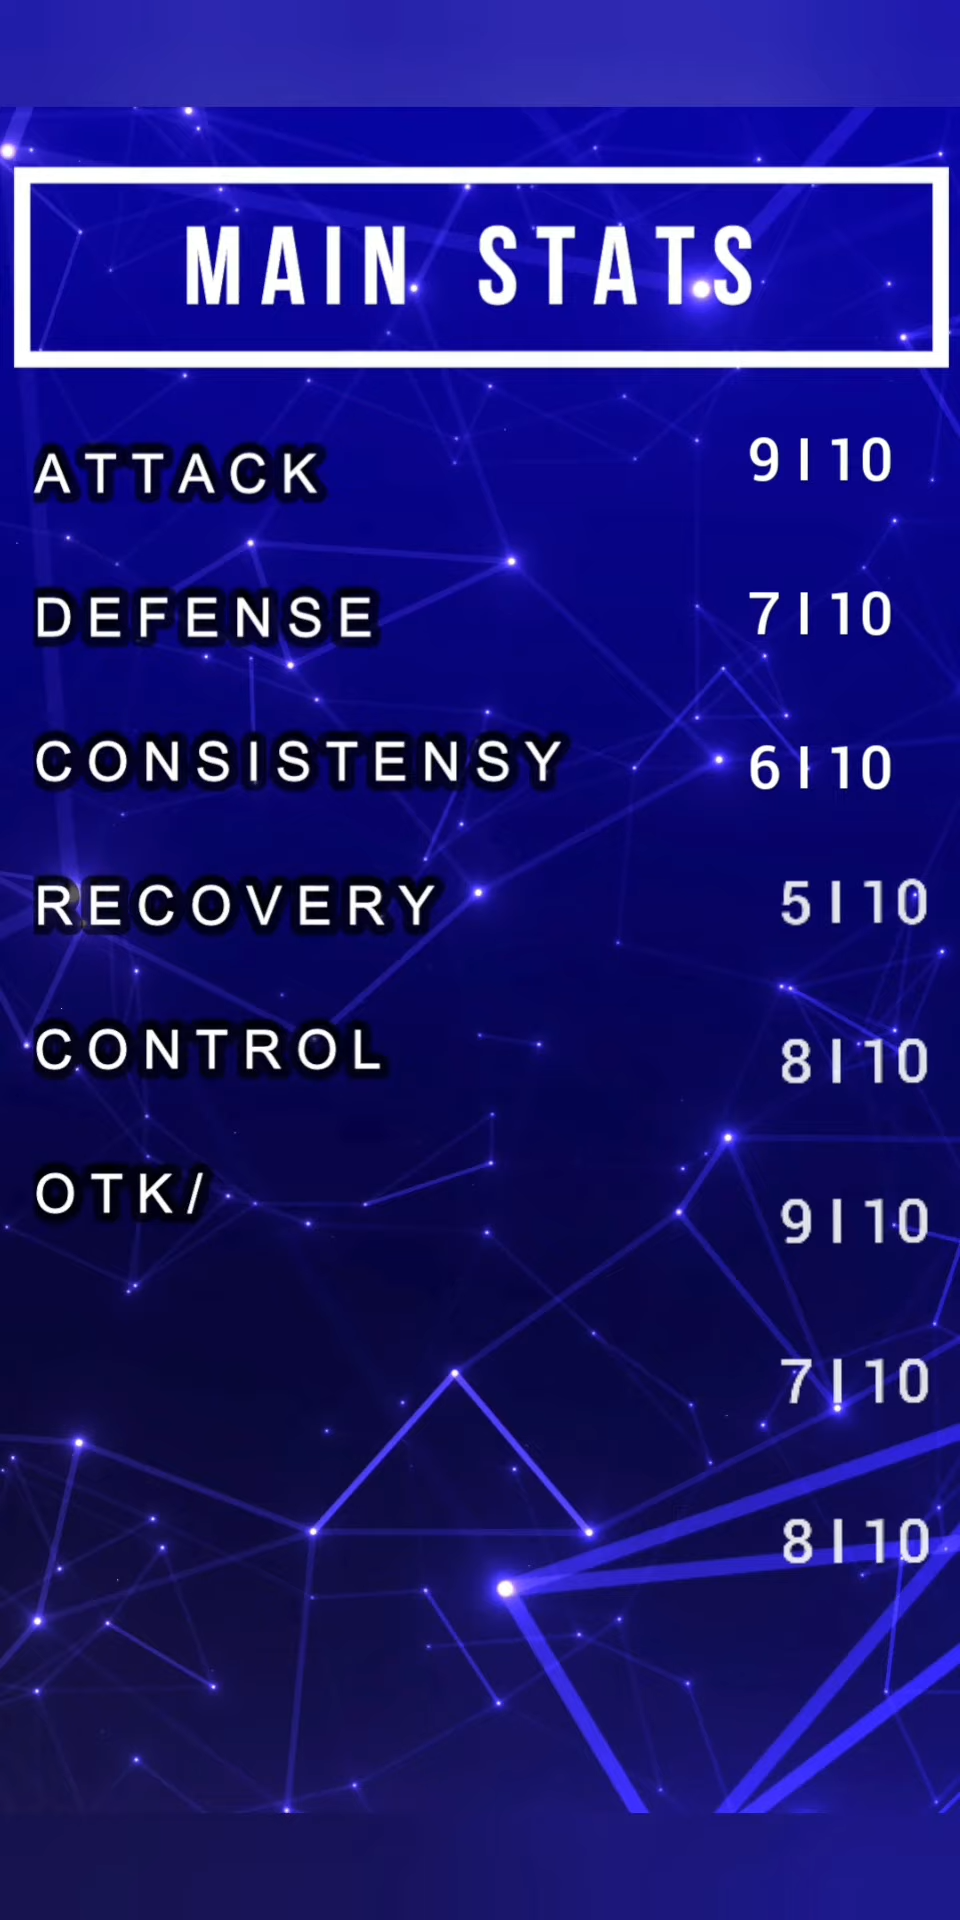 MAIN STATS
ATTACK 9|10
DEFENSE 7|10
CONSISTENSY 6|10
RECOVERY 5|10
CONTROL 8|10
OTK/ 9|10
7|10
8|10